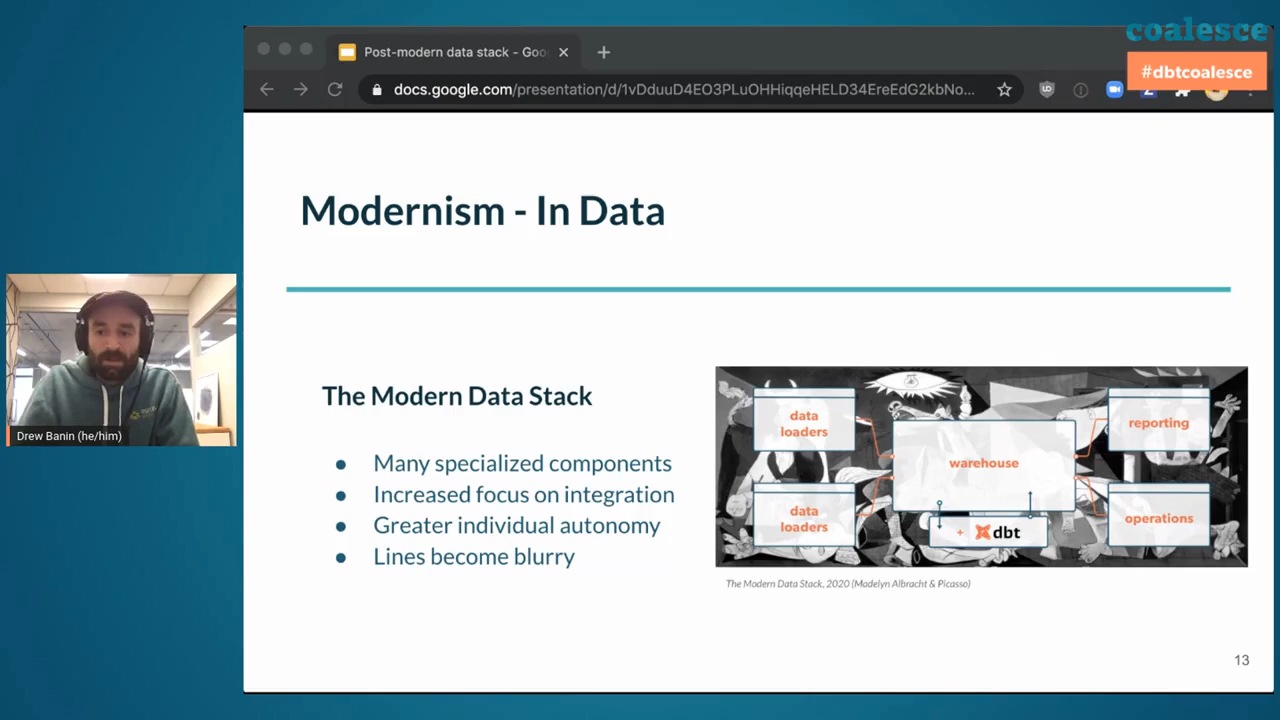 coalesce
#dbtcoalesce
Post-modern data stack - Goo
docs.google.com/presentation/d/1vDduuD4EO3PLuOHHiqqeHELD34EreEdG2kbNo...
Modernism - In Data
The Modern Data Stack
● Many specialized components
● Increased focus on integration
● Greater individual autonomy
● Lines become blurry
data
loaders
data
loaders
warehouse
+ dbt
reporting
operations
The Modern Data Stack, 2020 (Madelyn Albracht & Picasso)
13
Drew Banin (he/him)